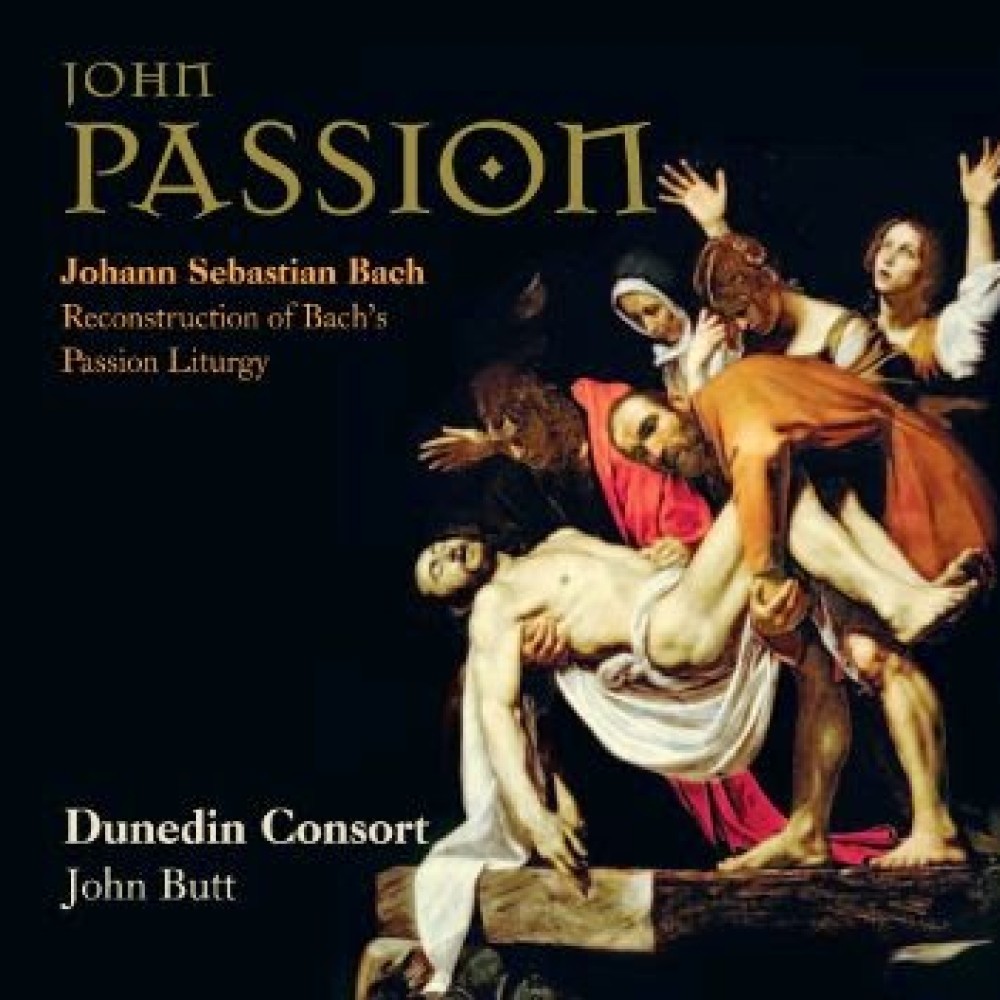 JOHN
PASSION
Johann Sebastian Bach
Reconstruction of Bach's
Passion Liturgy
Dunedin Consort
John Butt